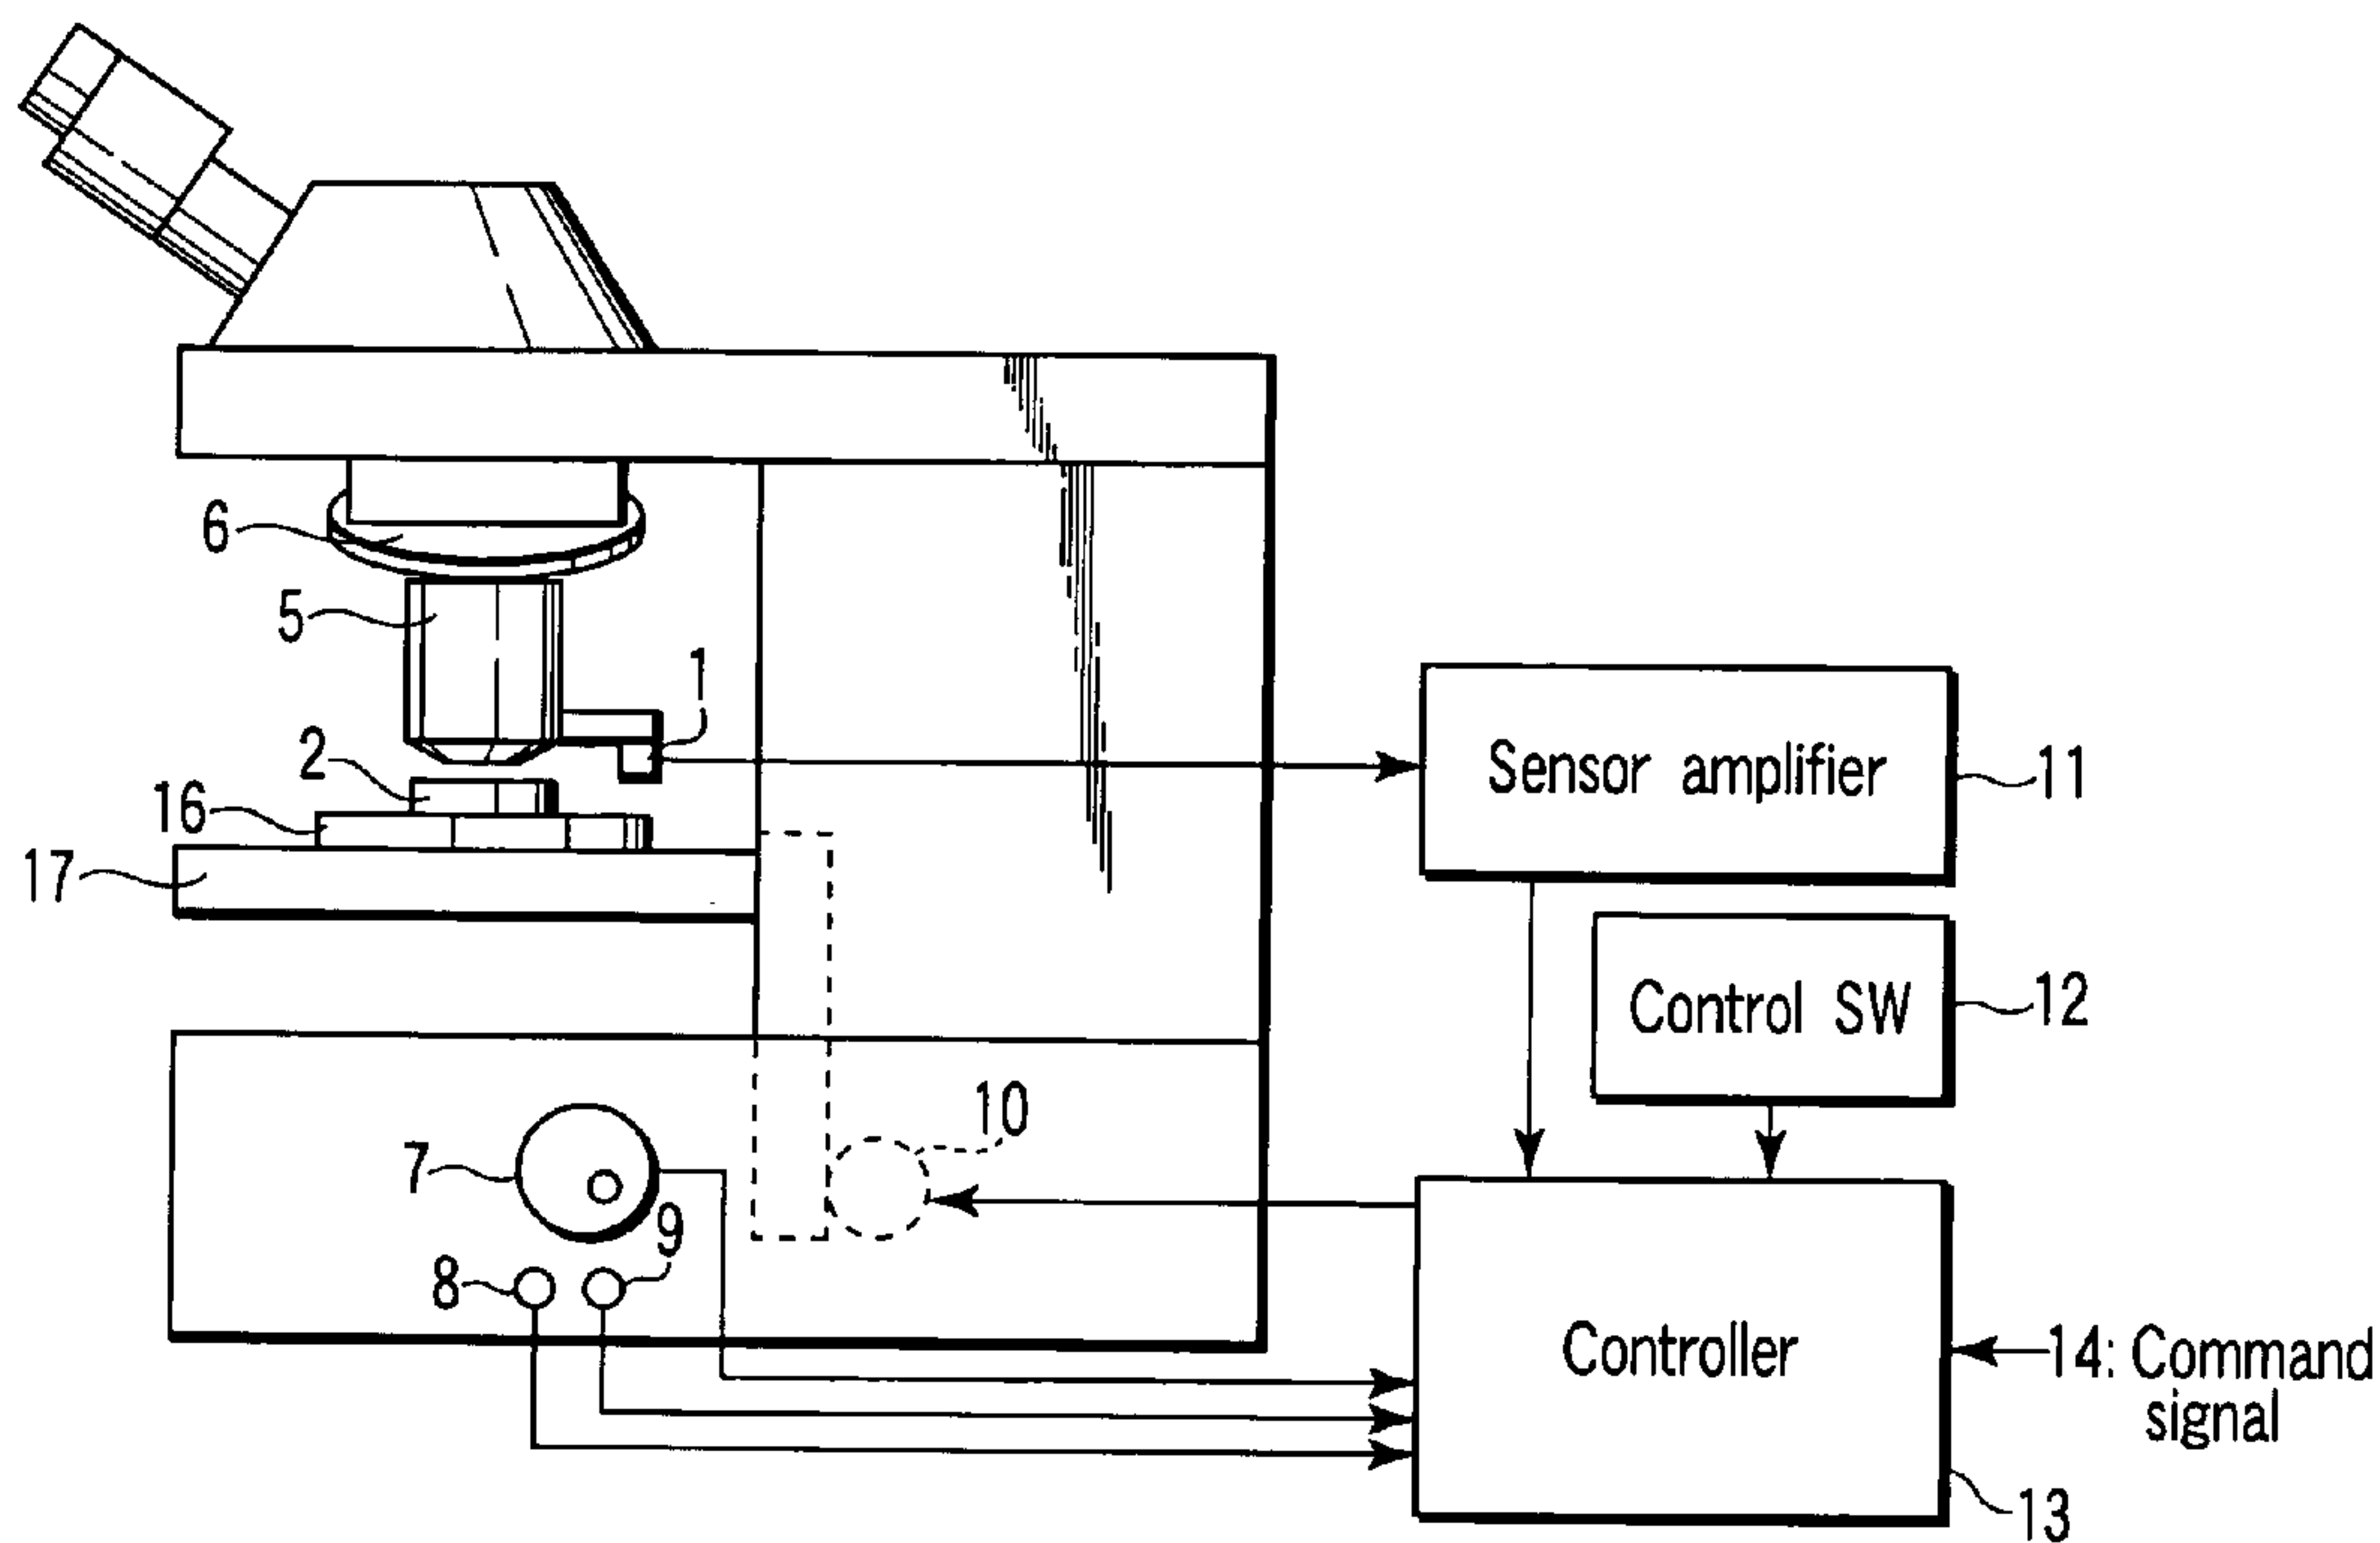 6
5
1
2
16
17
Sensor amplifier
11
Control SW
12
10
7
9
8
Controller
14: Command
signal
13